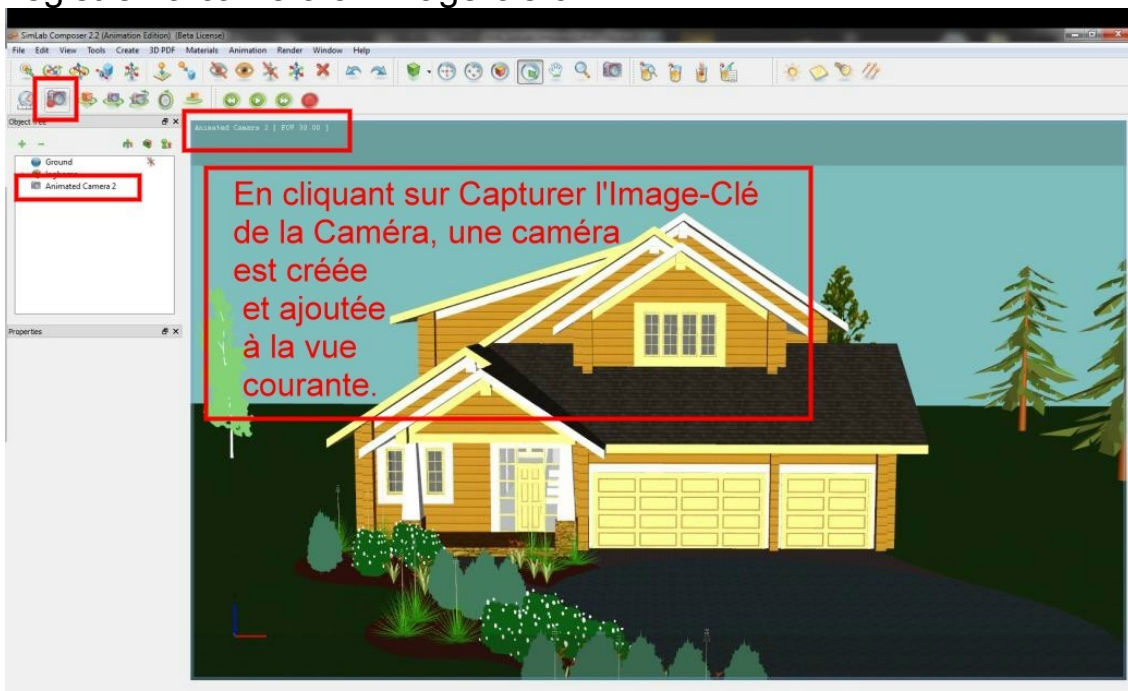 SimLab Composer 2.2 (Animation Edition) (Beta License)
File Edit View Tools Create 3D PDF Materials Animation Render Window Help
Animated Camera 2 [ FOV 30.00 ]
Ground
Animated Camera 2
Properties
En cliquant sur Capturer l'Image-Clé
de la Caméra, une caméra
est créée
et ajoutée
à la vue
courante.